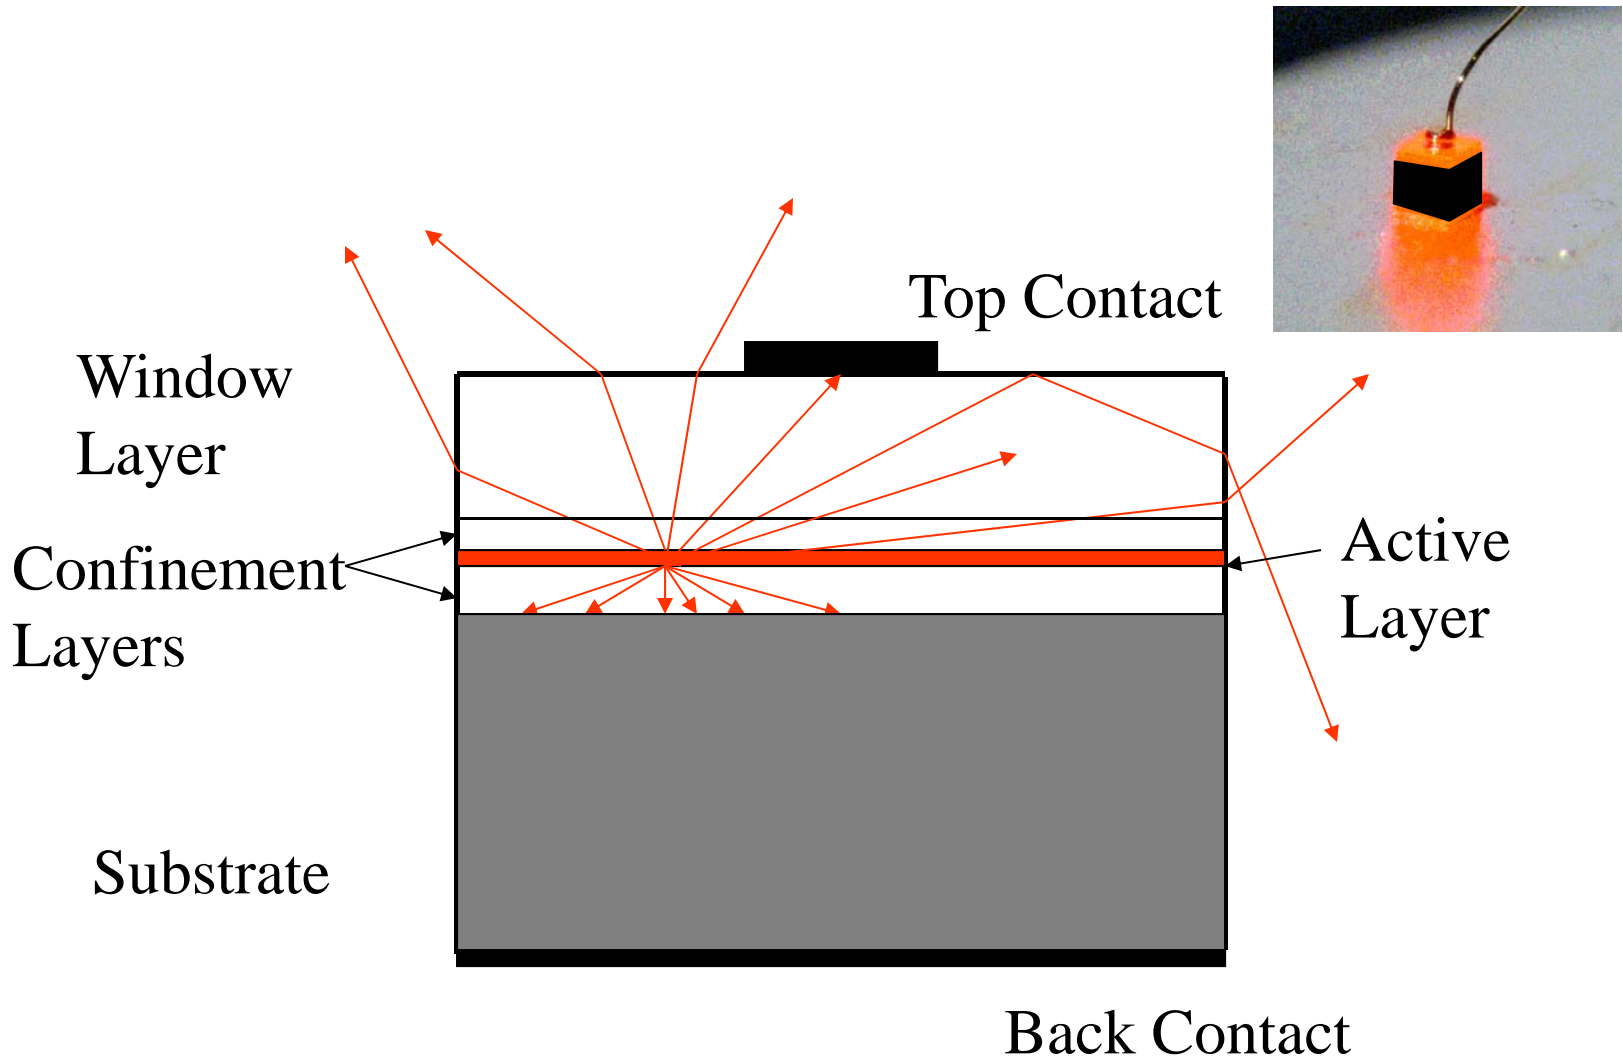 Top Contact
Window
Layer
Active
Layer
Confinement
Layers
Substrate
Back Contact